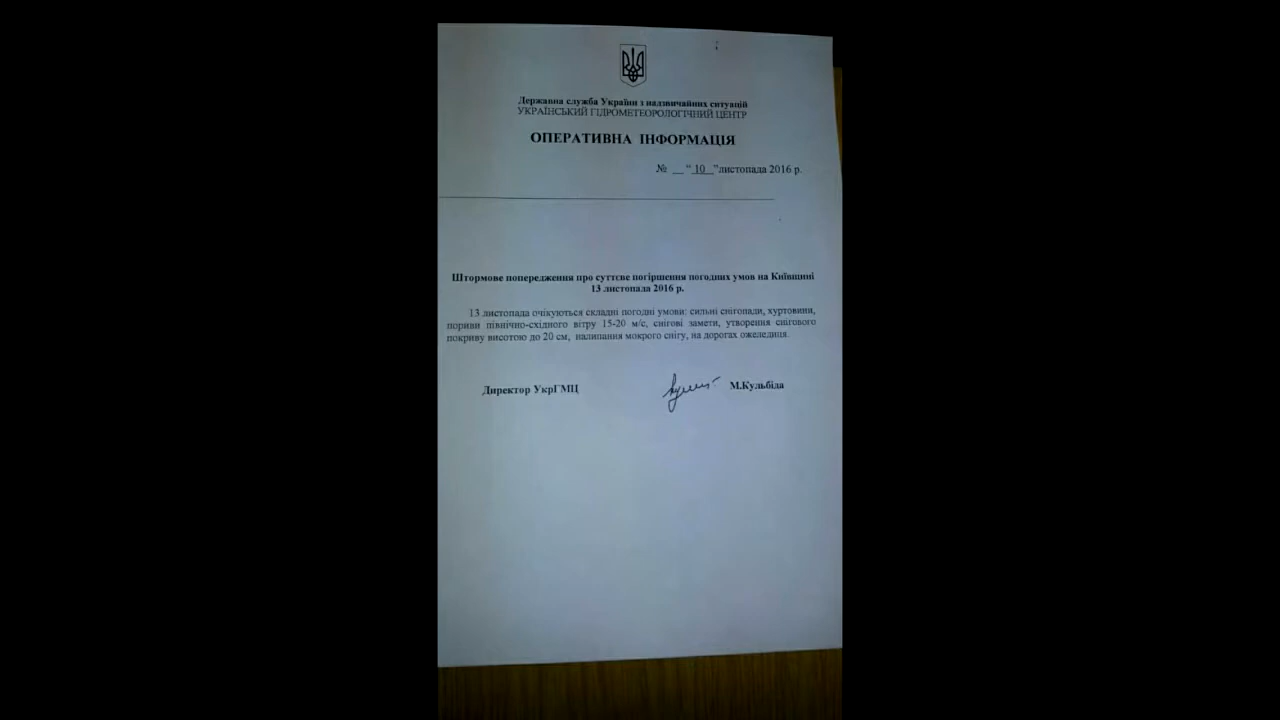 Державна служба України з надзвичайних ситуацій
УКРАЇНСЬКИЙ ГІДРОМЕТЕОРОЛОГІЧНИЙ ЦЕНТР
ОПЕРАТИВНА ІНФОРМАЦІЯ
№ __ “ 10 ”листопада 2016 р.
Штормове попередження про суттєве погіршення погодних умов на Київщині
13 листопада 2016 р.
13 листопада очікуються складні погодні умови: сильні снігопади, хуртовини,
пориви північно-східного вітру 15-20 м/с, снігові замети, утворення снігового
покриву висотою до 20 см, налипання мокрого снігу, на дорогах ожеледиця.
Директор УкрГМЦ М.Кульбіда